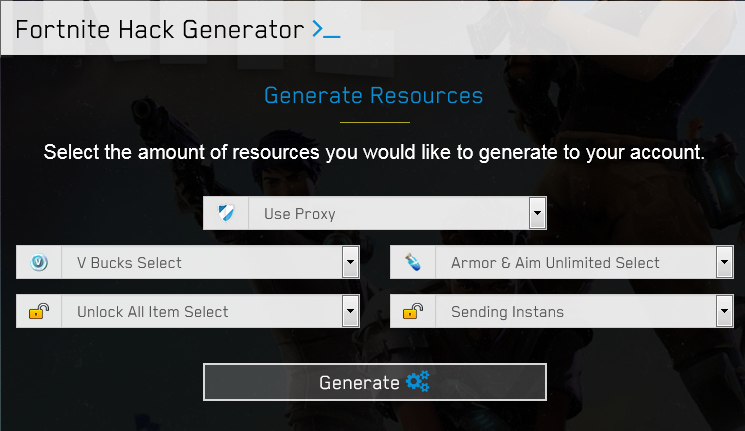 Fortnite Hack Generator >_
Generate Resources
Select the amount of resources you would like to generate to your account.
Use Proxy
V Bucks Select
Armor & Aim Unlimited Select
Unlock All Item Select
Sending Instans
Generate